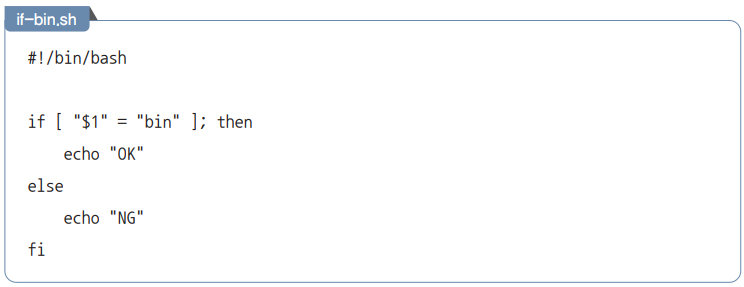 if-bin.sh
#!/bin/bash
if [ "$1" = "bin" ]; then
    echo "OK"
else
    echo "NG"
fi